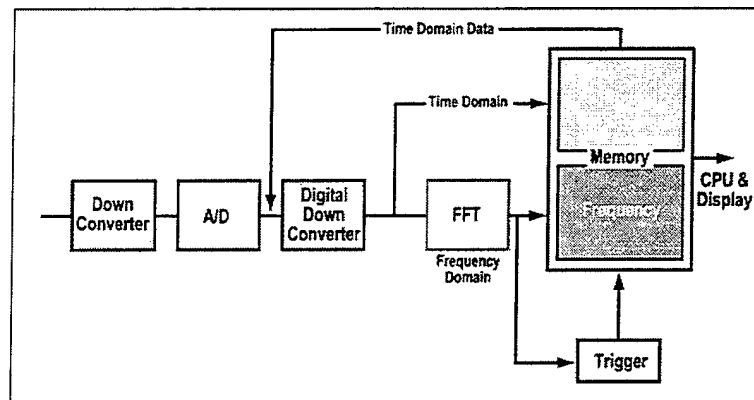 Time Domain Data
Time Domain
Memory
Frequency
CPU &
Display
Down
Converter
A/D
Digital
Down
Converter
FFT
Frequency
Domain
Trigger